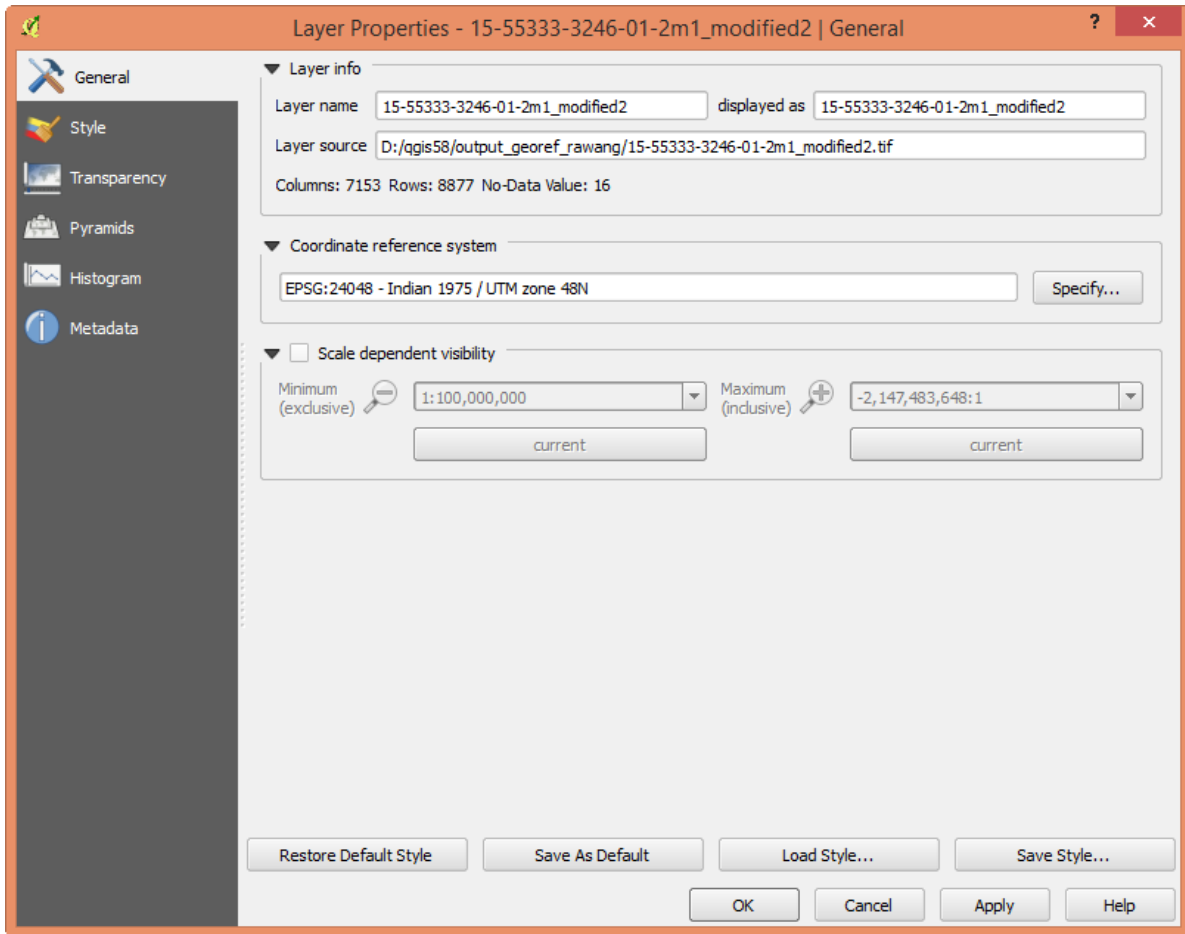 Layer Properties - 15-55333-3246-01-2m1_modified2 | General
?
General
Style
Transparency
Pyramids
Histogram
Metadata
Layer info
Layer name 15-55333-3246-01-2m1_modified2 displayed as 15-55333-3246-01-2m1_modified2
Layer source D:/qgis58/output_georef_rawang/15-55333-3246-01-2m1_modified2.tif
Columns: 7153 Rows: 8877 No-Data Value: 16
Coordinate reference system
EPSG:24048 - Indian 1975 / UTM zone 48N Specify...
Scale dependent visibility
Minimum
(exclusive)
1:100,000,000
Maximum
(inclusive)
-2,147,483,648:1
current current
Restore Default Style Save As Default Load Style... Save Style...
OK Cancel Apply Help